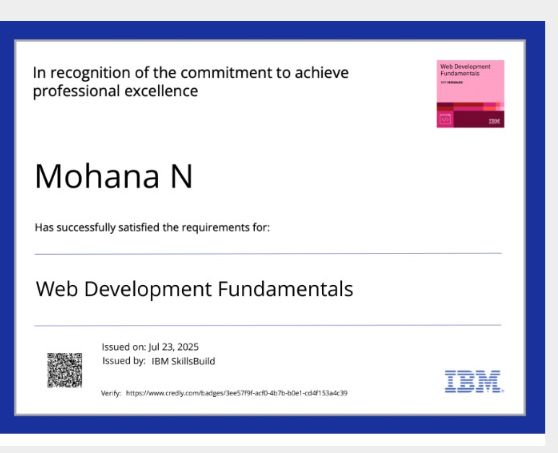 In recognition of the commitment to achieve
professional excellence
Web Development
Fundamentals
IBM SKILLSBUILD
IBM
Mohana N
Has successfully satisfied the requirements for:
Web Development Fundamentals
Issued on: Jul 23, 2025
Issued by: IBM SkillsBuild
Verify: https://www.credly.com/badges/3ee57f9f-acf0-4b7b-b0e1-cd4f153a4c39
IBM.